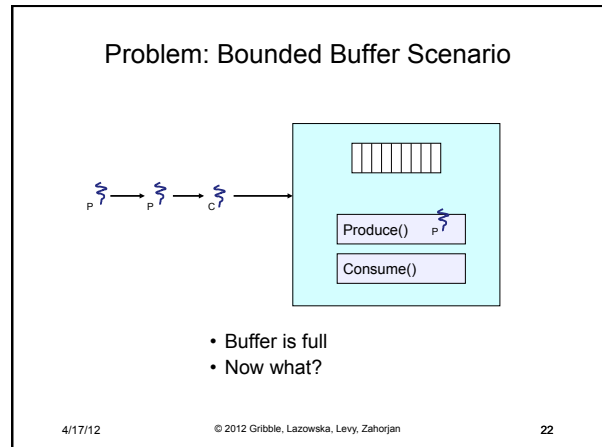 Problem: Bounded Buffer Scenario
P P C
Produce() P
Consume()
• Buffer is full
• Now what?
4/17/12 © 2012 Gribble, Lazowska, Levy, Zahorjan 22